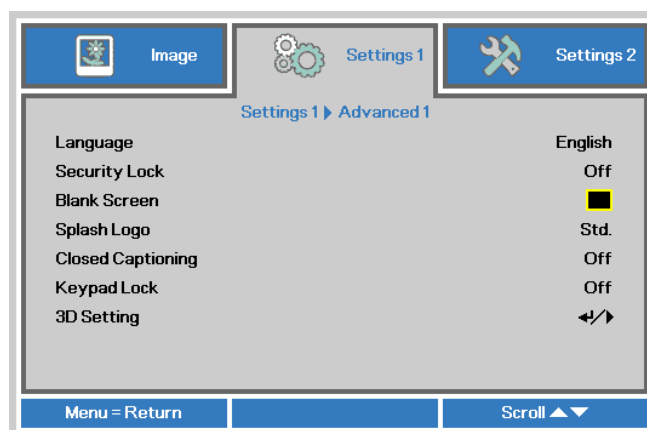 Image
Settings 1
Settings 2
Settings 1 ▶ Advanced 1
Language English
Security Lock Off
Blank Screen
Splash Logo Std.
Closed Captioning Off
Keypad Lock Off
3D Setting ↵/▶
Menu = Return
Scroll ▲▼